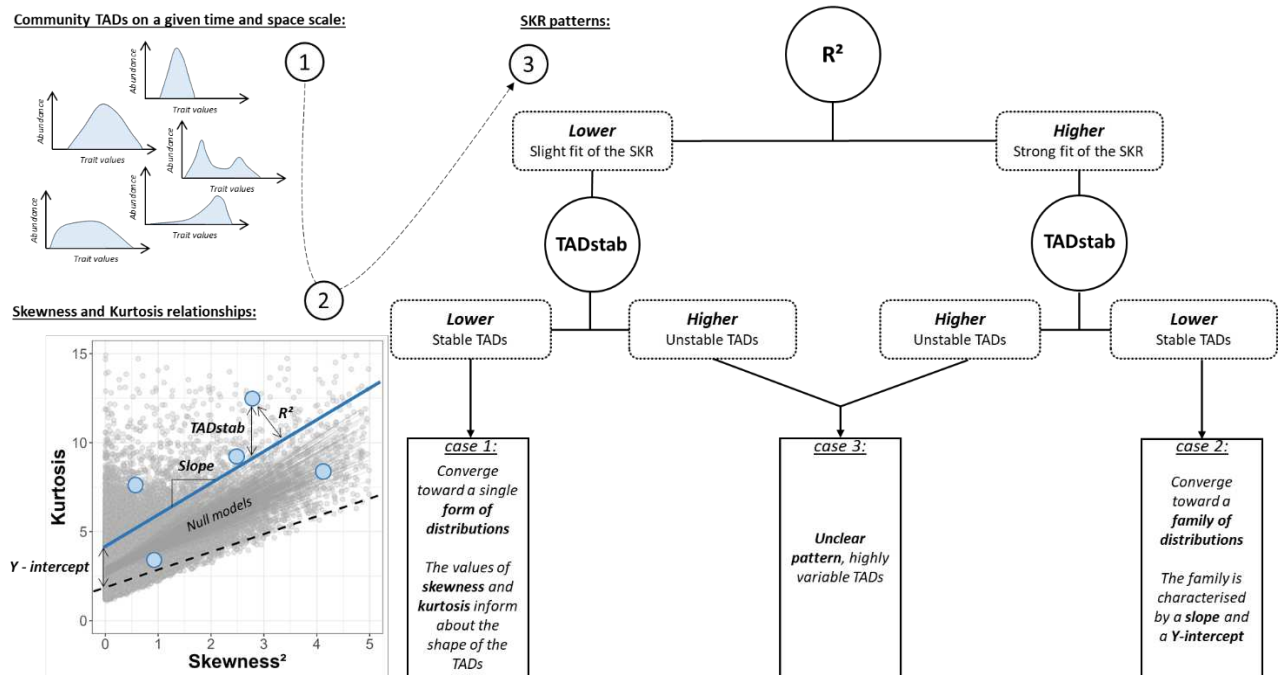 Community TADs on a given time and space scale:
Abundance
Trait values
Abundance
Trait values
Abundance
Trait values
Abundance
Trait values
Abundance
Trait values
1
2
SKR patterns:
3
Skewness and Kurtosis relationships:
15
10
5
0
Kurtosis
0
1
2
3
4
5
Skewness²
Y - intercept
Slope
TADstab
R²
Null models
R²
Lower
Slight fit of the SKR
Higher
Strong fit of the SKR
TADstab
TADstab
Lower
Stable TADs
Higher
Unstable TADs
Higher
Unstable TADs
Lower
Stable TADs
case 1:
Converge
toward a single
form of
distributions
The values of
skewness and
kurtosis inform
about the
shape of the
TADs
case 3:
Unclear
pattern, highly
variable TADs
case 2:
Converge
toward a
family of
distributions
The family is
characterised
by a slope and
a Y-intercept